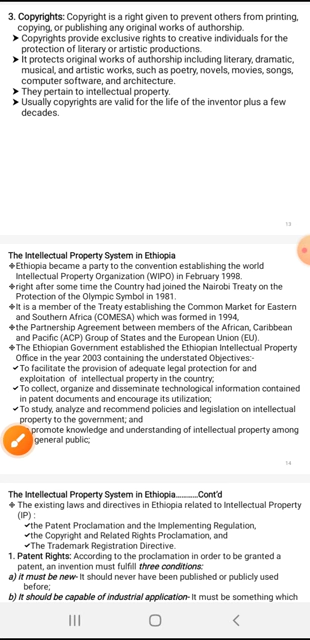 3. Copyrights: Copyright is a right given to prevent others from printing,
copying, or publishing any original works of authorship.
➤ Copyrights provide exclusive rights to creative individuals for the
protection of literary or artistic productions.
➤ It protects original works of authorship including literary, dramatic,
musical, and artistic works, such as poetry, novels, movies, songs,
computer software, and architecture.
➤ They pertain to intellectual property.
➤ Usually copyrights are valid for the life of the inventor plus a few
decades.
13
The Intellectual Property System in Ethiopia
❖Ethiopia became a party to the convention establishing the world
Intellectual Property Organization (WIPO) in February 1998.
❖right after some time the Country had joined the Nairobi Treaty on the
Protection of the Olympic Symbol in 1981.
❖It is a member of the Treaty establishing the Common Market for Eastern
and Southern Africa (COMESA) which was formed in 1994,
❖the Partnership Agreement between members of the African, Caribbean
and Pacific (ACP) Group of States and the European Union (EU).
❖The Ethiopian Government established the Ethiopian Intellectual Property
Office in the year 2003 containing the understated Objectives:-
✓To facilitate the provision of adequate legal protection for and
exploitation of intellectual property in the country;
✓To collect, organize and disseminate technological information contained
in patent documents and encourage its utilization;
✓To study, analyze and recommend policies and legislation on intellectual
property to the government; and
promote knowledge and understanding of intellectual property among
general public;
14
The Intellectual Property System in Ethiopia...........Cont'd
❖ The existing laws and directives in Ethiopia related to Intellectual Property
(IP) :
✓the Patent Proclamation and the Implementing Regulation,
✓the Copyright and Related Rights Proclamation, and
✓The Trademark Registration Directive.
1. Patent Rights: According to the proclamation in order to be granted a
patent, an invention must fulfill three conditions:
a) it must be new- It should never have been published or publicly used
before;
b) It should be capable of industrial application- It must be something which